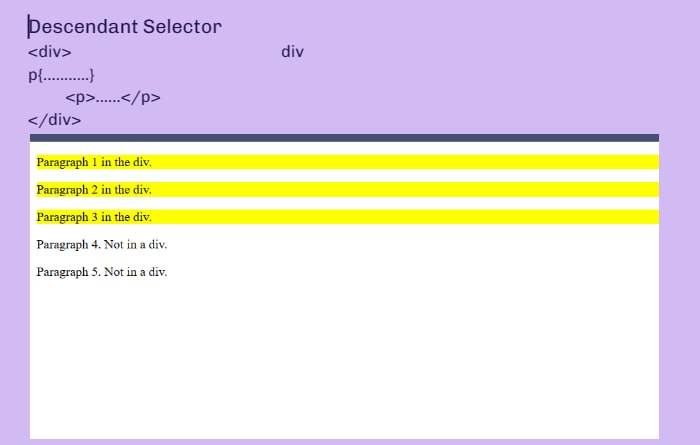 Descendant Selector
<div> div
p{...........}
<p>......</p>
</div>
Paragraph 1 in the div.
Paragraph 2 in the div.
Paragraph 3 in the div.
Paragraph 4. Not in a div.
Paragraph 5. Not in a div.